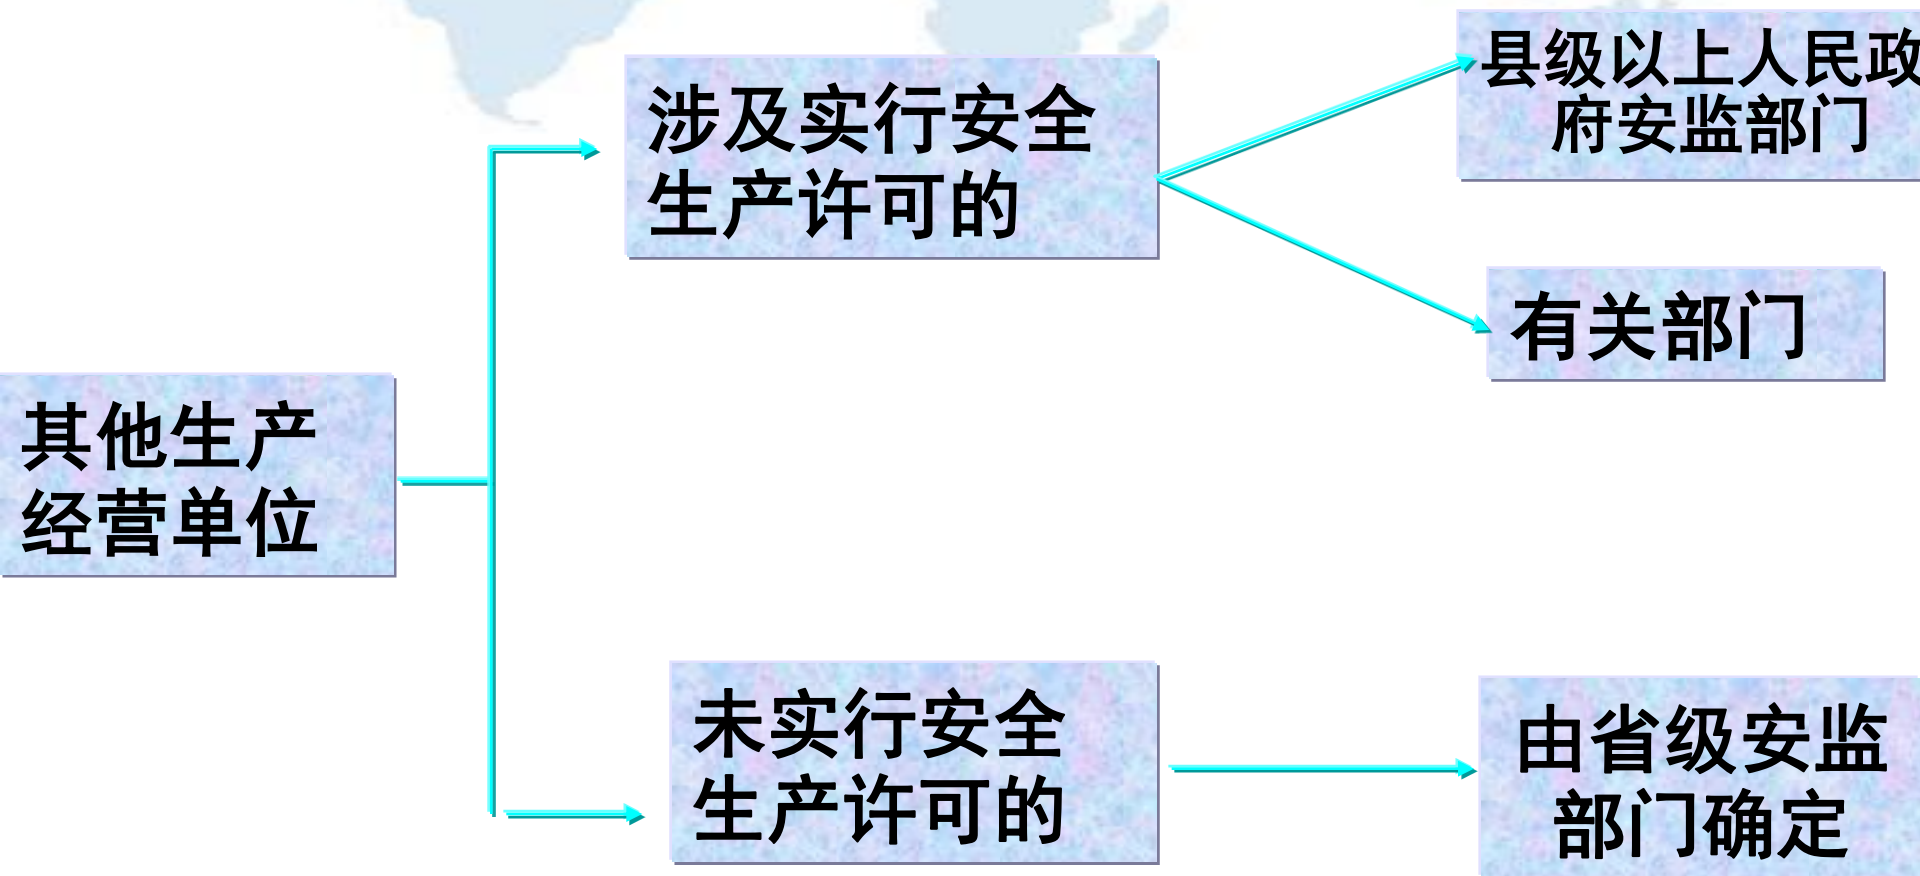 县级以上人民政
府安监部门
涉及实行安全
生产许可的
有关部门
其他生产
经营单位
未实行安全
生产许可的
由省级安监
部门确定